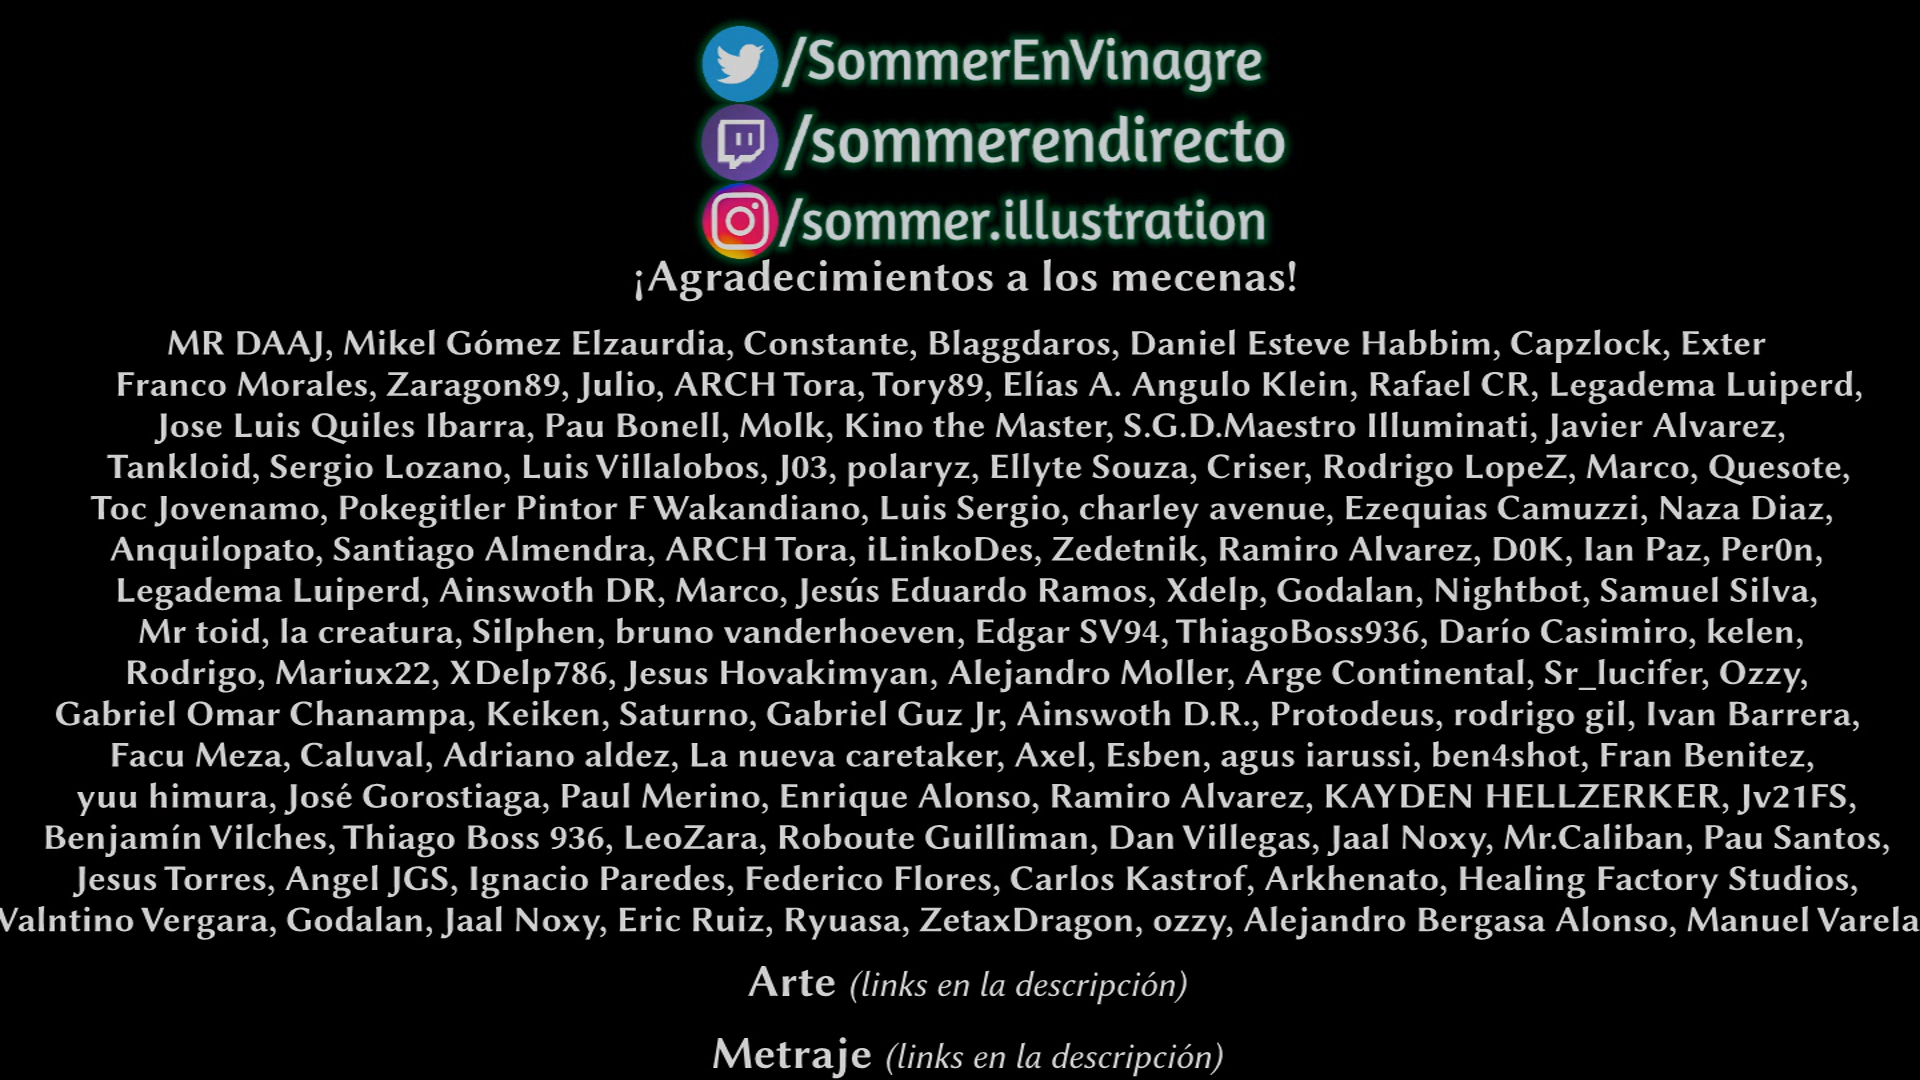 /SommerEnVinagre
/sommerendirecto
/sommer.illustration
¡Agradecimientos a los mecenas!
MR DAAJ, Mikel Gómez Elzaurdia, Constante, Blaggdaros, Daniel Esteve Habbim, Capzlock, Exter
Franco Morales, Zaragon89, Julio, ARCH Tora, Tory89, Elías A. Angulo Klein, Rafael CR, Legadema Luiperd,
Jose Luis Quiles Ibarra, Pau Bonell, Molk, Kino the Master, S.G.D.Maestro Illuminati, Javier Alvarez,
Tankloid, Sergio Lozano, Luis Villalobos, J03, polaryz, Ellyte Souza, Criser, Rodrigo LopeZ, Marco, Quesote,
Toc Jovenamo, Pokegitler Pintor F Wakandiano, Luis Sergio, charley avenue, Ezequias Camuzzi, Naza Diaz,
Anquilopato, Santiago Almendra, ARCH Tora, iLinkoDes, Zedetnik, Ramiro Alvarez, D0K, Ian Paz, Per0n,
Legadema Luiperd, Ainswoth DR, Marco, Jesús Eduardo Ramos, Xdelp, Godalan, Nightbot, Samuel Silva,
Mr toid, la creatura, Silphen, bruno vanderhoeven, Edgar SV94, ThiagoBoss936, Darío Casimiro, kelen,
Rodrigo, Mariux22, XDelp786, Jesus Hovakimyan, Alejandro Moller, Arge Continental, Sr_lucifer, Ozzy,
Gabriel Omar Chanampa, Keiken, Saturno, Gabriel Guz Jr, Ainswoth D.R., Protodeus, rodrigo gil, Ivan Barrera,
Facu Meza, Caluval, Adriano aldez, La nueva caretaker, Axel, Esben, agus iarussi, ben4shot, Fran Benitez,
yuu himura, José Gorostiaga, Paul Merino, Enrique Alonso, Ramiro Alvarez, KAYDEN HELLZERKER, Jv21FS,
Benjamín Vilches, Thiago Boss 936, LeoZara, Roboute Guilliman, Dan Villegas, Jaal Noxy, Mr.Caliban, Pau Santos,
Jesus Torres, Angel JGS, Ignacio Paredes, Federico Flores, Carlos Kastrof, Arkhenato, Healing Factory Studios,
Valntino Vergara, Godalan, Jaal Noxy, Eric Ruiz, Ryuasa, ZetaxDragon, ozzy, Alejandro Bergasa Alonso, Manuel Varela
Arte (links en la descripción)
Metraje (links en la descripción)